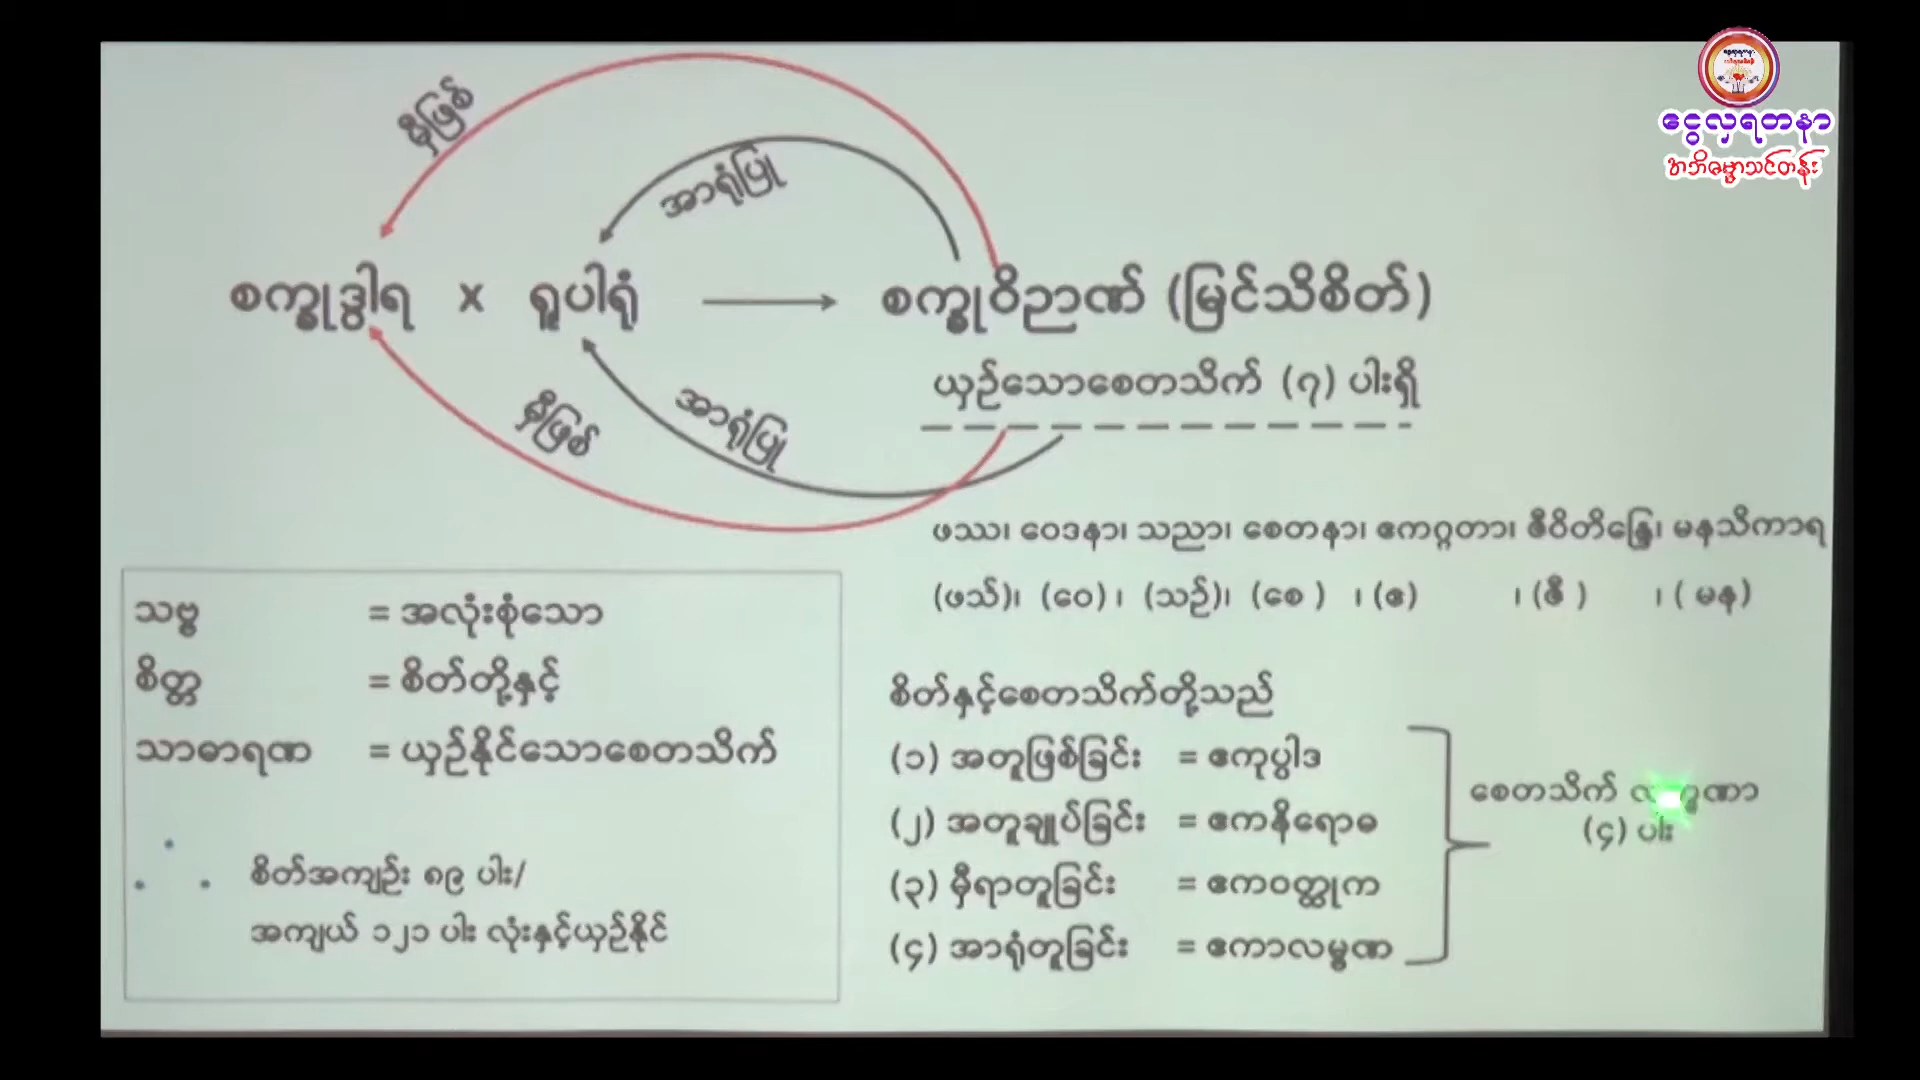 ငွေလှရတနာ
အဘိဓမ္မာသင်တန်း
မှီဖြစ်
အာရုံပြု
စက္ခုဒွါရ x ရူပါရုံ စက္ခုဝိညာဏ် (မြင်သိစိတ်)
ယှဉ်သောစေတသိက် (၇) ပါးရှိ
မှီဖြစ်
အာရုံပြု
ဖဿ၊ ဝေဒနာ၊ သညာ၊ စေတနာ၊ ဧကဂ္ဂတာ၊ ဇီဝိတိန္ဒြေ၊ မနသိကာရ
(ဖသ်)၊ (ဝေ) ၊ (သဉ်)၊ (စေ ) ၊ (ဧ) ၊ (ဇီ ) ၊ ( မန)
သဗ္ဗ = အလုံးစုံသော
စိတ္တ = စိတ်တို့နှင့်
သာဓာရဏ = ယှဉ်နိုင်သောစေတသိက်
စိတ်အကျဉ်း ၈၉ ပါး/
အကျယ် ၁၂၁ ပါး လုံးနှင့်ယှဉ်နိုင်
စိတ်နှင့်စေတသိက်တို့သည်
(၁) အတူဖြစ်ခြင်း = ဧကုပ္ပါဒ
(၂) အတူချုပ်ခြင်း = ဧကနိရောဓ
(၃) မှီရာတူခြင်း = ဧကဝတ္ထုက
(၄) အာရုံတူခြင်း = ဧကာလမ္ဗဏ
စေတသိက်
(၄) ပါး